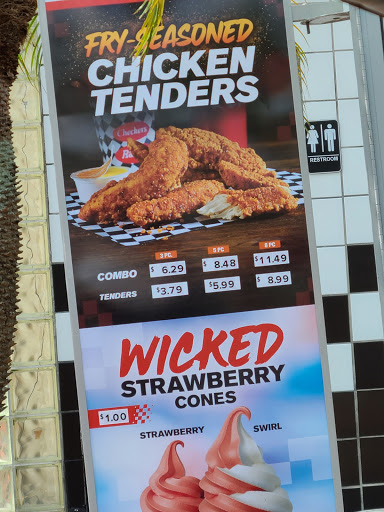 FRY-SEASONED
CHICKEN
TENDERS
Checkers
3 PC. 5 PC. 8 PC.
COMBO $6.29 $8.48 $11.49
TENDERS $3.79 $5.99 $8.99
WICKED
STRAWBERRY
CONES
$1.00
STRAWBERRY SWIRL
RESTROOM